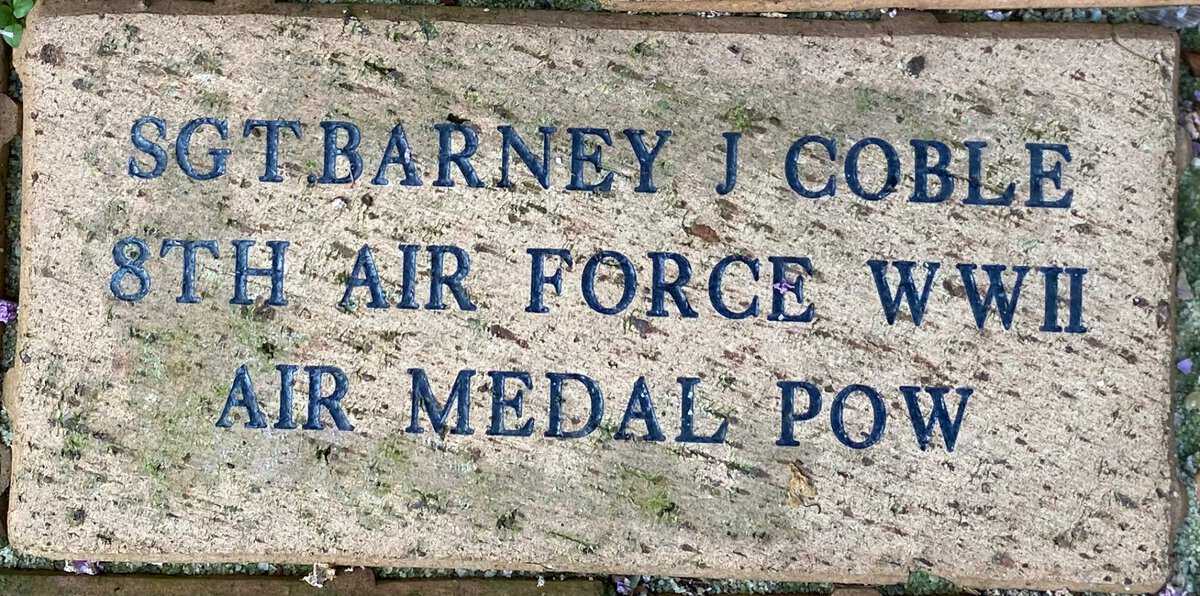 SGT.BARNEY J COBLE
8TH AIR FORCE WWII
AIR MEDAL POW